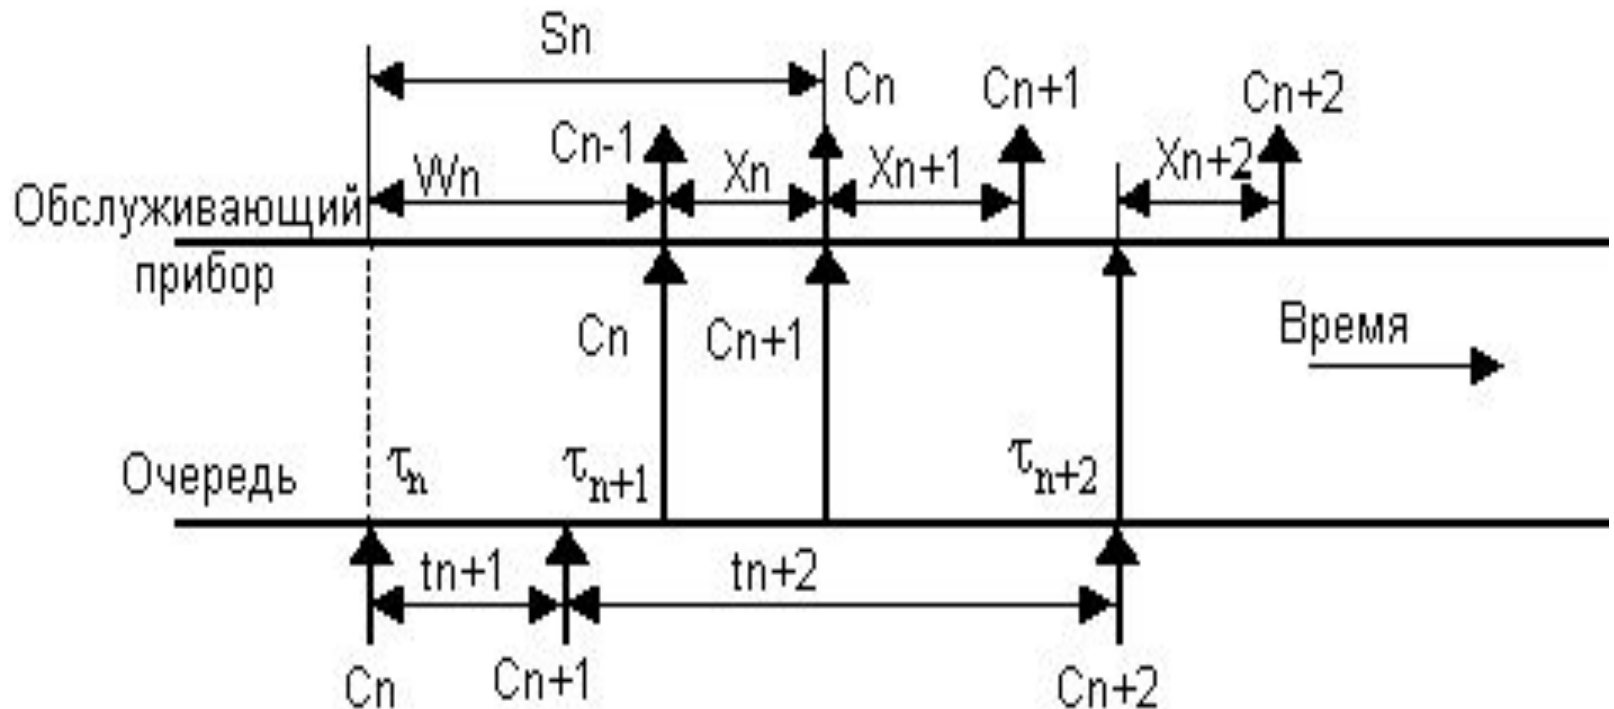 Sn
Cn
Cn+1
Cn+2
Cn-1
Wn
Xn
Xn+1
Xn+2
Обслуживающий
прибор
Cn
Cn+1
Время
Очередь
τn
τn+1
τn+2
tn+1
tn+2
Cn
Cn+1
Cn+2